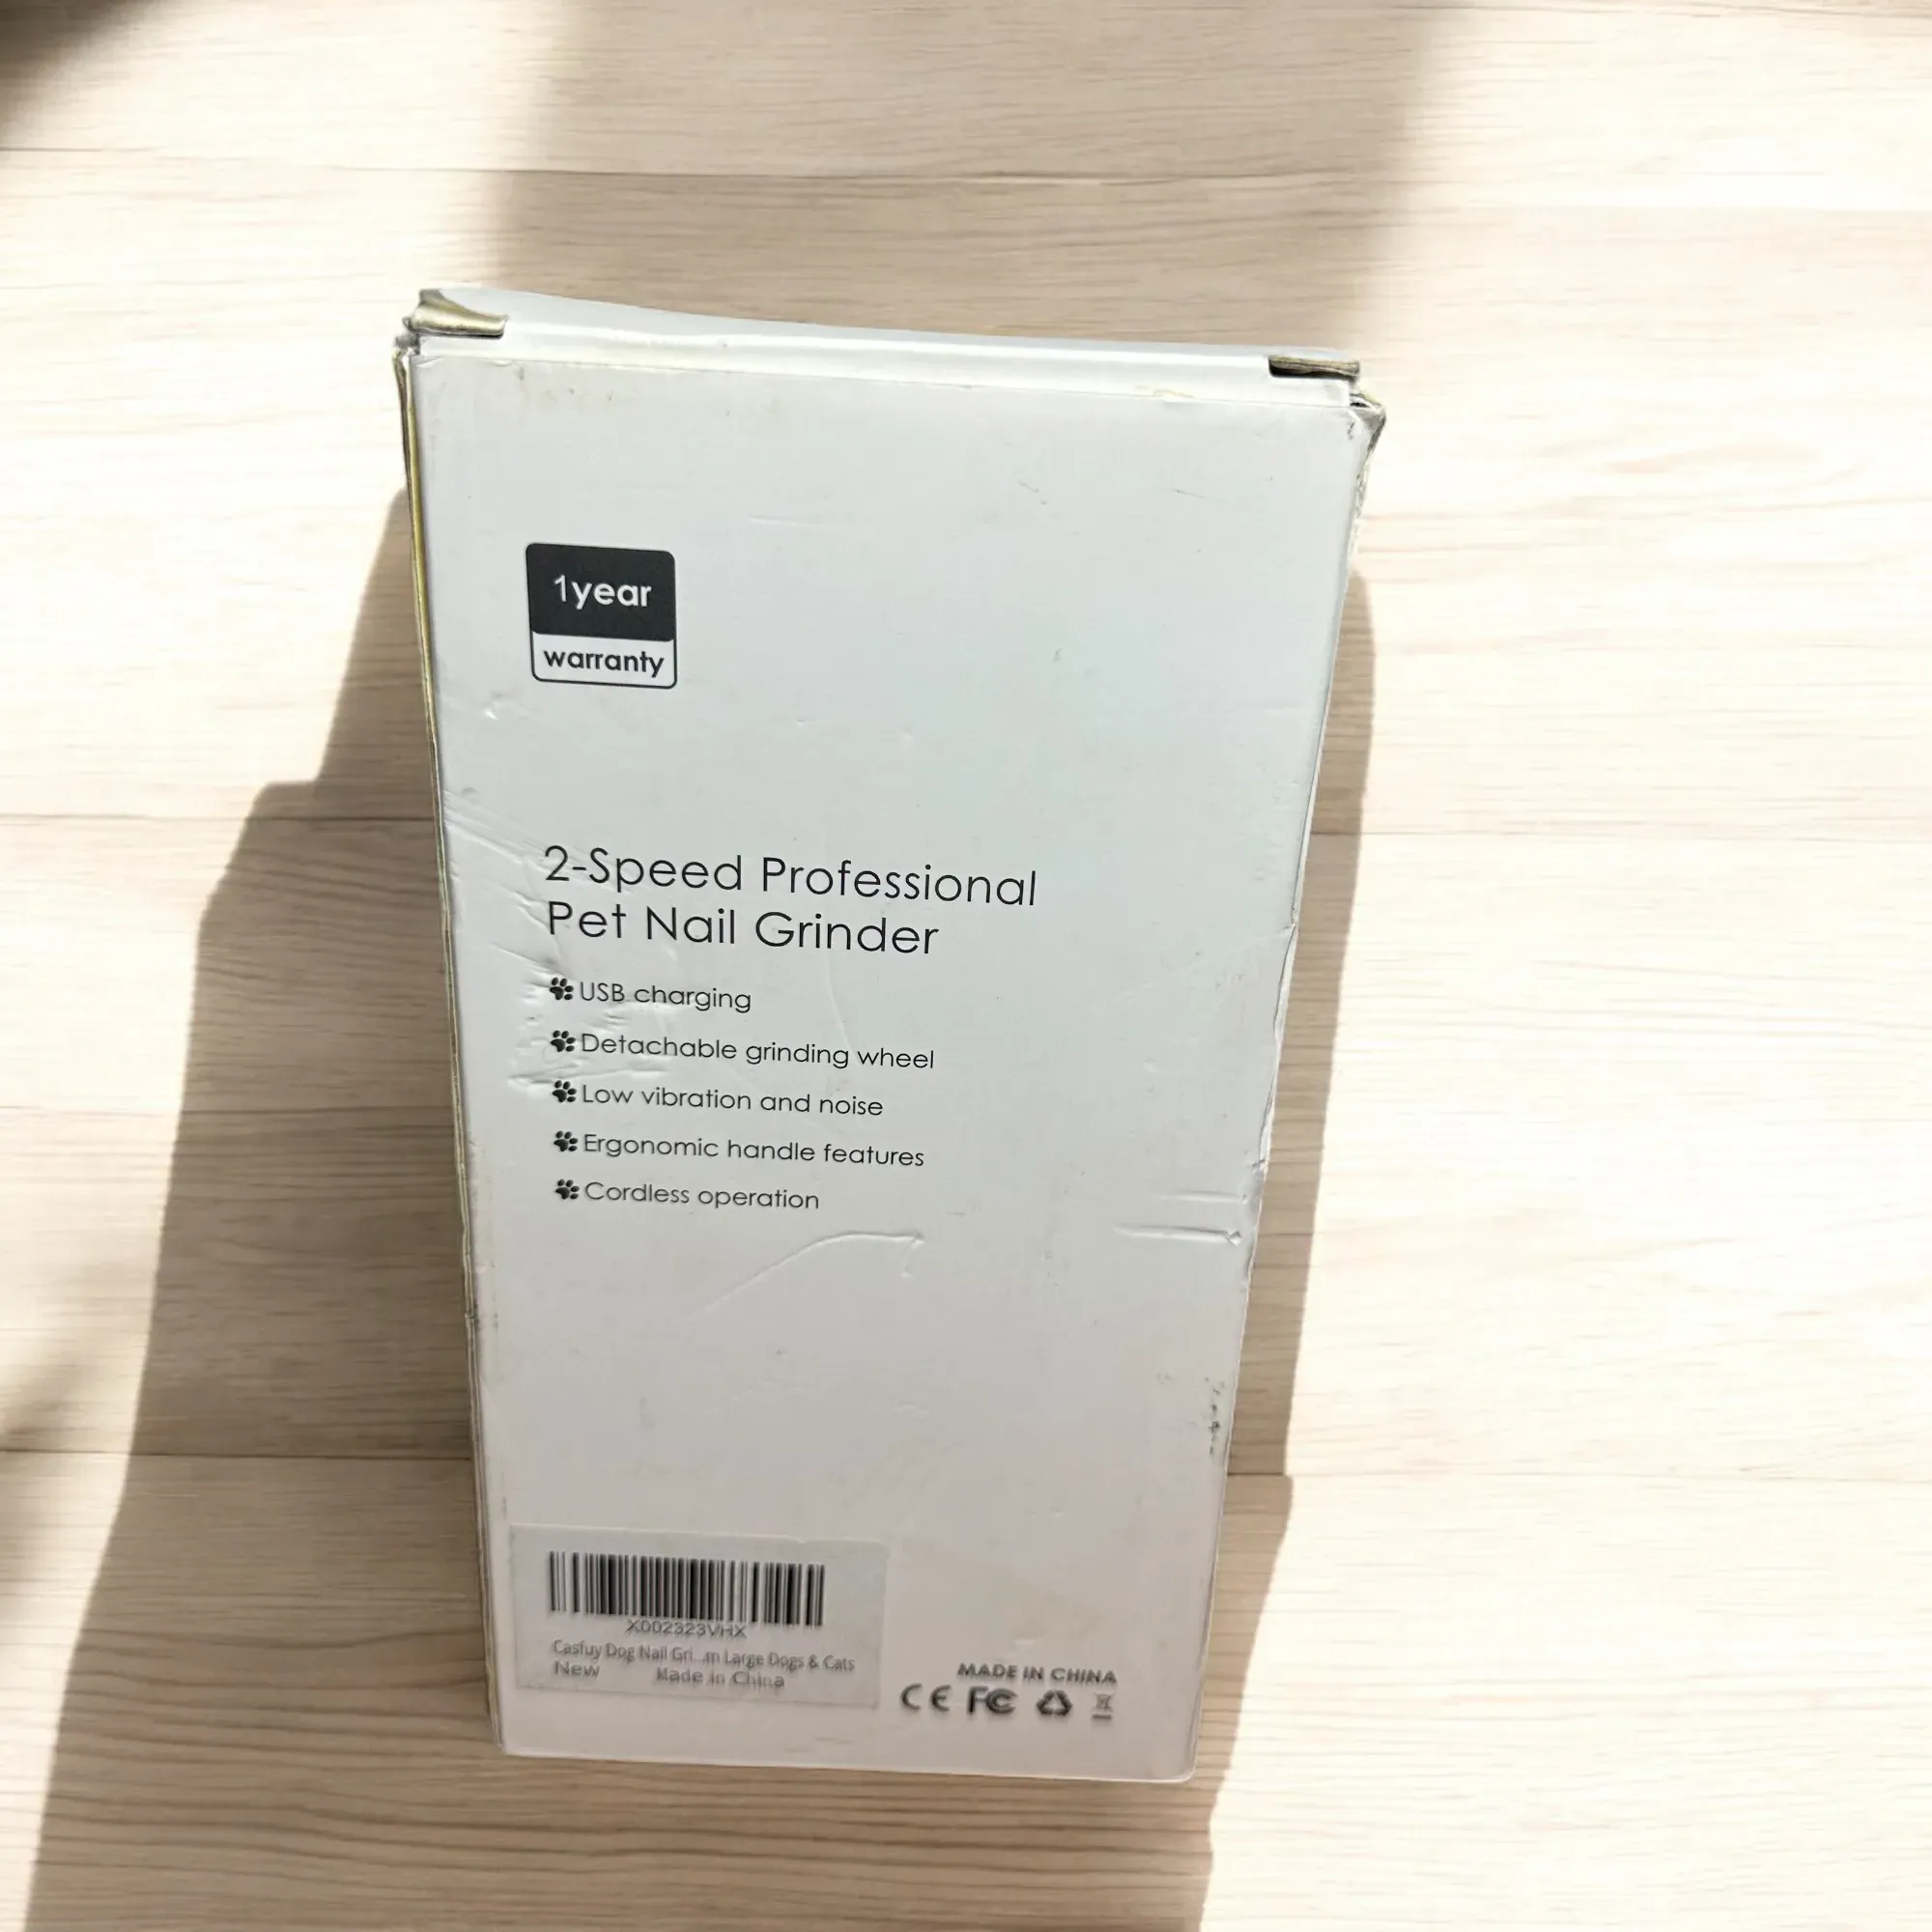 1year
warranty
2-Speed Professional
Pet Nail Grinder
USB charging
Detachable grinding wheel
Low vibration and noise
Ergonomic handle features
Cordless operation
X002323VHX
Casfuy Dog Nail Gri...m Large Dogs & Cats
New Made in China
MADE IN CHINA
CE FC